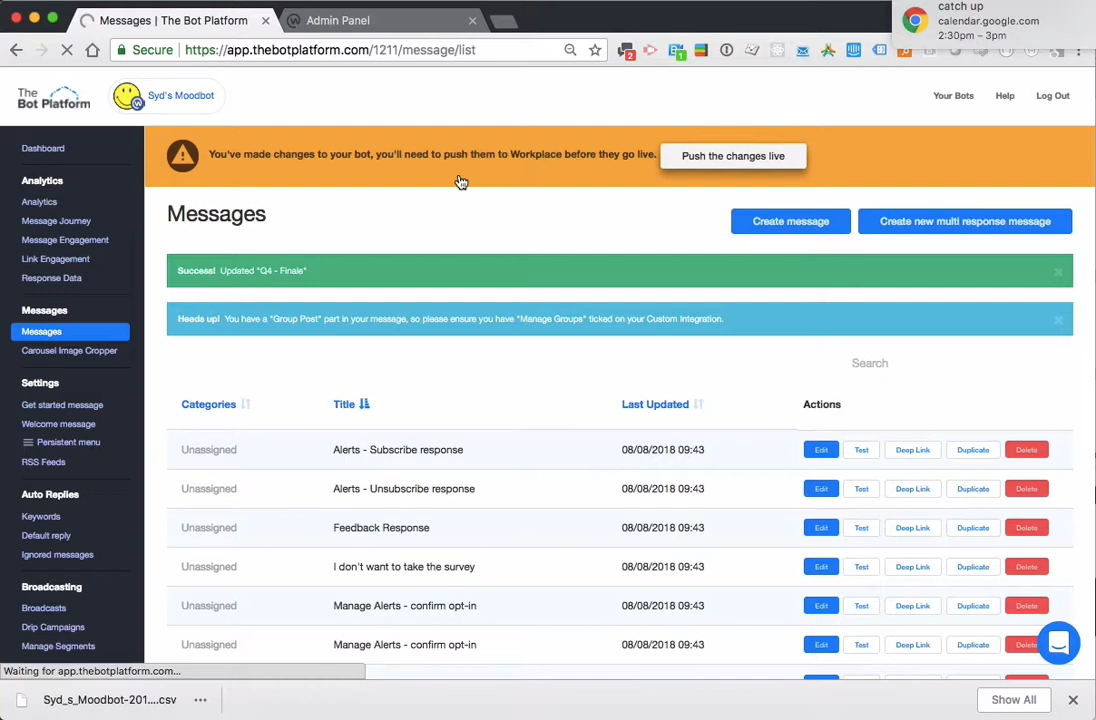 Messages | The Bot Platform
Admin Panel
catch up
calendar.google.com
2:30pm – 3pm
Secure
https://app.thebotplatform.com/1211/message/list
2
1
The
Bot Platform
Syd's Moodbot
Your Bots
Help
Log Out
You've made changes to your bot, you'll need to push them to Workplace before they go live.
Push the changes live
Dashboard
Analytics
Analytics
Message Journey
Message Engagement
Link Engagement
Response Data
Messages
Messages
Carousel Image Cropper
Settings
Get started message
Welcome message
Persistent menu
RSS Feeds
Auto Replies
Keywords
Default reply
Ignored messages
Broadcasting
Broadcasts
Drip Campaigns
Manage Segments
Messages
Create message
Create new multi response message
Success! Updated "Q4 - Finale"
Heads up! You have a "Group Post" part in your message, so please ensure you have "Manage Groups" ticked on your Custom Integration.
Search
Categories Title Last Updated Actions
Unassigned Alerts - Subscribe response 08/08/2018 09:43 Edit Test Deep Link Duplicate Delete
Unassigned Alerts - Unsubscribe response 08/08/2018 09:43 Edit Test Deep Link Duplicate Delete
Unassigned Feedback Response 08/08/2018 09:43 Edit Test Deep Link Duplicate Delete
Unassigned I don't want to take the survey 08/08/2018 09:43 Edit Test Deep Link Duplicate Delete
Unassigned Manage Alerts - confirm opt-in 08/08/2018 09:43 Edit Test Deep Link Duplicate Delete
Unassigned Manage Alerts - confirm opt-in 08/08/2018 09:43 Edit Test Deep Link Duplicate Delete
Waiting for app.thebotplatform.com...
Syd_s_Moodbot-201....csv
Show All